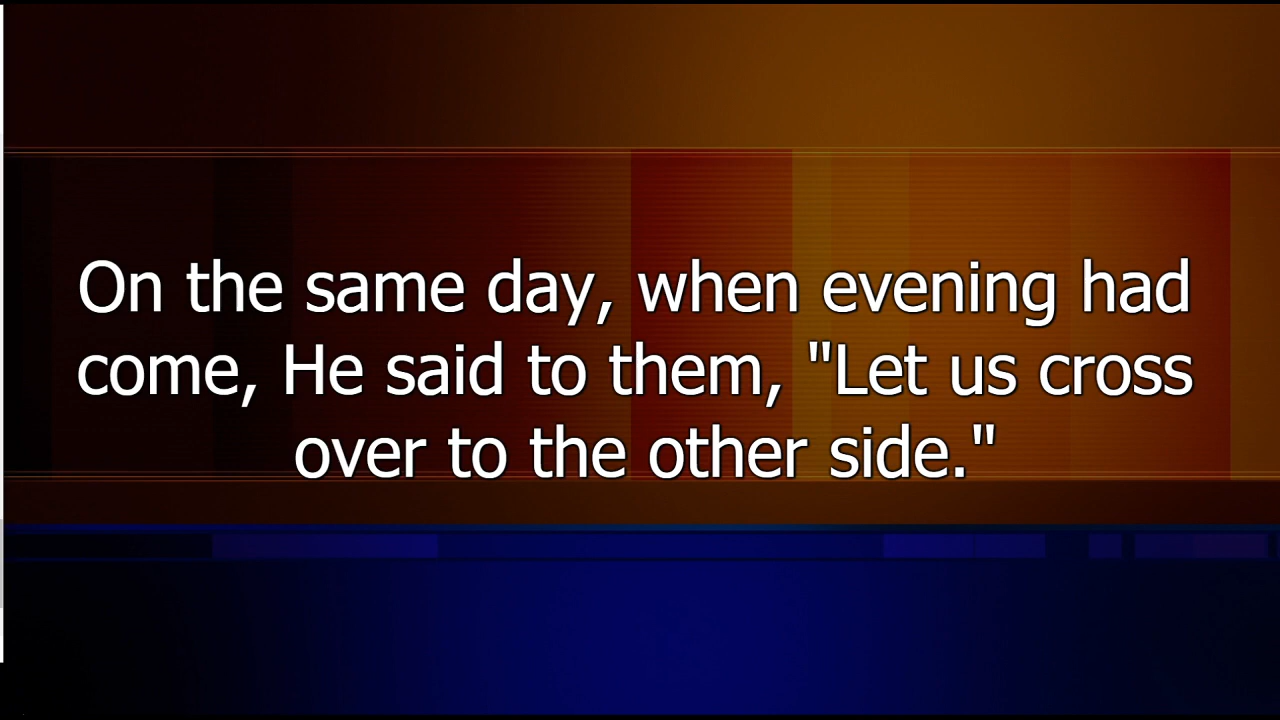 On the same day, when evening had
come, He said to them, "Let us cross
over to the other side."